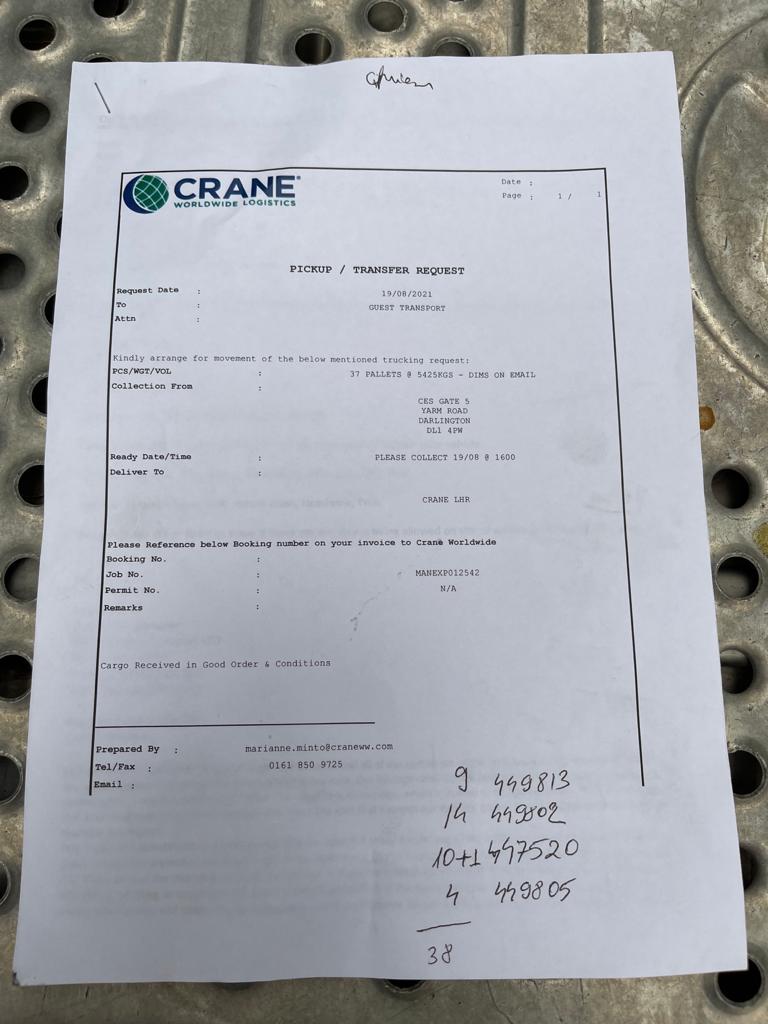 CRANE®
WORLDWIDE LOGISTICS
Date :
Page : 1 / 1
PICKUP / TRANSFER REQUEST
Request Date : 19/08/2021
To : GUEST TRANSPORT
Attn :
Kindly arrange for movement of the below mentioned trucking request:
PCS/WGT/VOL : 37 PALLETS @ 5425KGS - DIMS ON EMAIL
Collection From :
CES GATE 5
YARM ROAD
DARLINGTON
DL1 4PW
Ready Date/Time : PLEASE COLLECT 19/08 @ 1600
Deliver To :
CRANE LHR
Please Reference below Booking number on your invoice to Crane Worldwide
Booking No. :
Job No. : MANEXP012542
Permit No. : N/A
Remarks :
Cargo Received in Good Order & Conditions
Prepared By : marianne.minto@craneww.com
Tel/Fax : 0161 850 9725
Email :
9 449813
14 449802
10+1 447520
4 449805
38